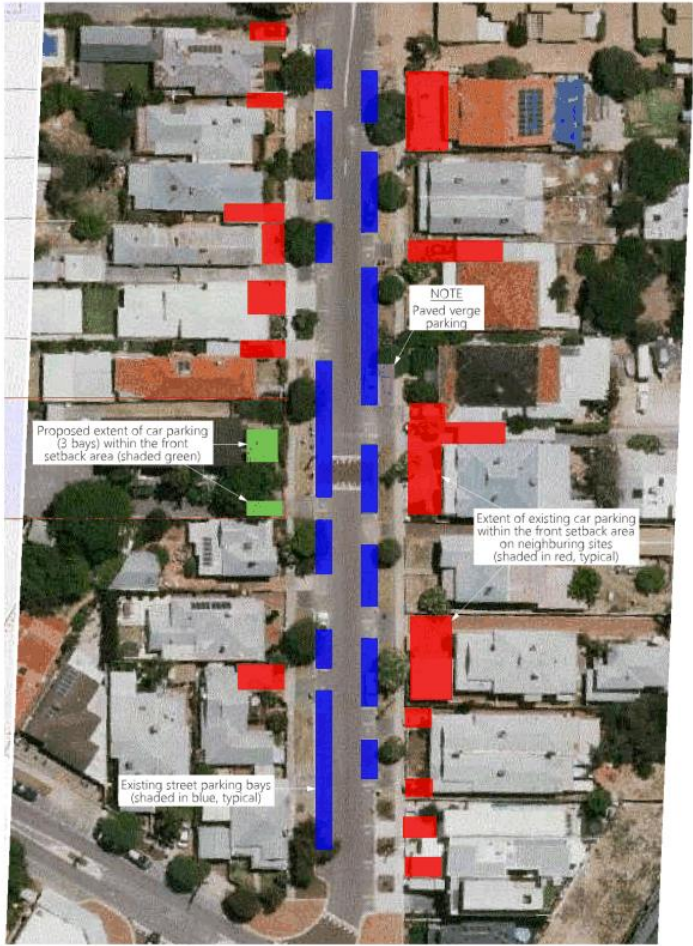 NOTE
Paved verge
parking
Proposed extent of car parking
(3 bays) within the front
setback area (shaded green)
Extent of existing car parking
within the front setback area
on neighburing sites
(shaded in red, typical)
Existing street parking bays
(shaded in blue, typical)